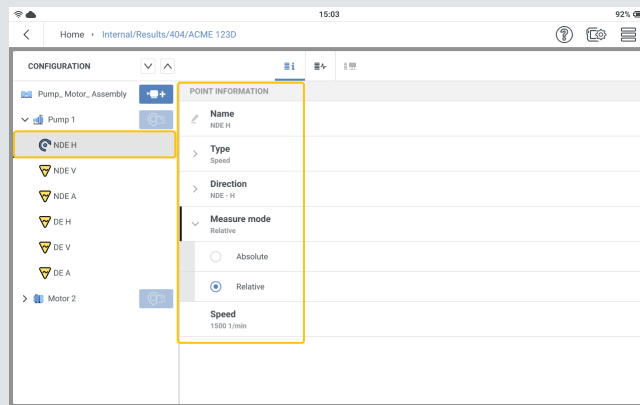 15:03
92%
Home › Internal/Results/404/ACME 123D
CONFIGURATION
Pump_ Motor_ Assembly
Pump 1
NDE H
NDE V
NDE A
DE H
DE V
DE A
Motor 2
POINT INFORMATION
Name
NDE H
Type
Speed
Direction
NDE - H
Measure mode
Relative
Absolute
Relative
Speed
1500 1/min